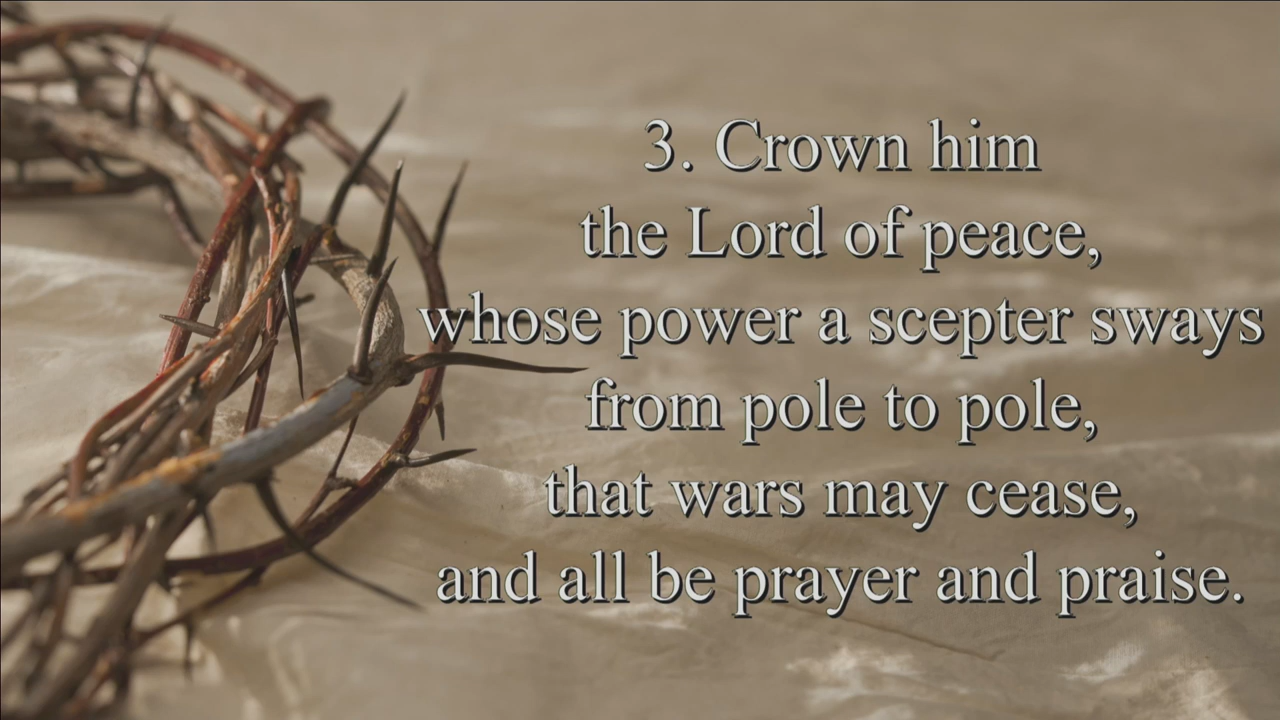 3. Crown him
the Lord of peace,
whose power a scepter sways
from pole to pole,
that wars may cease,
and all be prayer and praise.